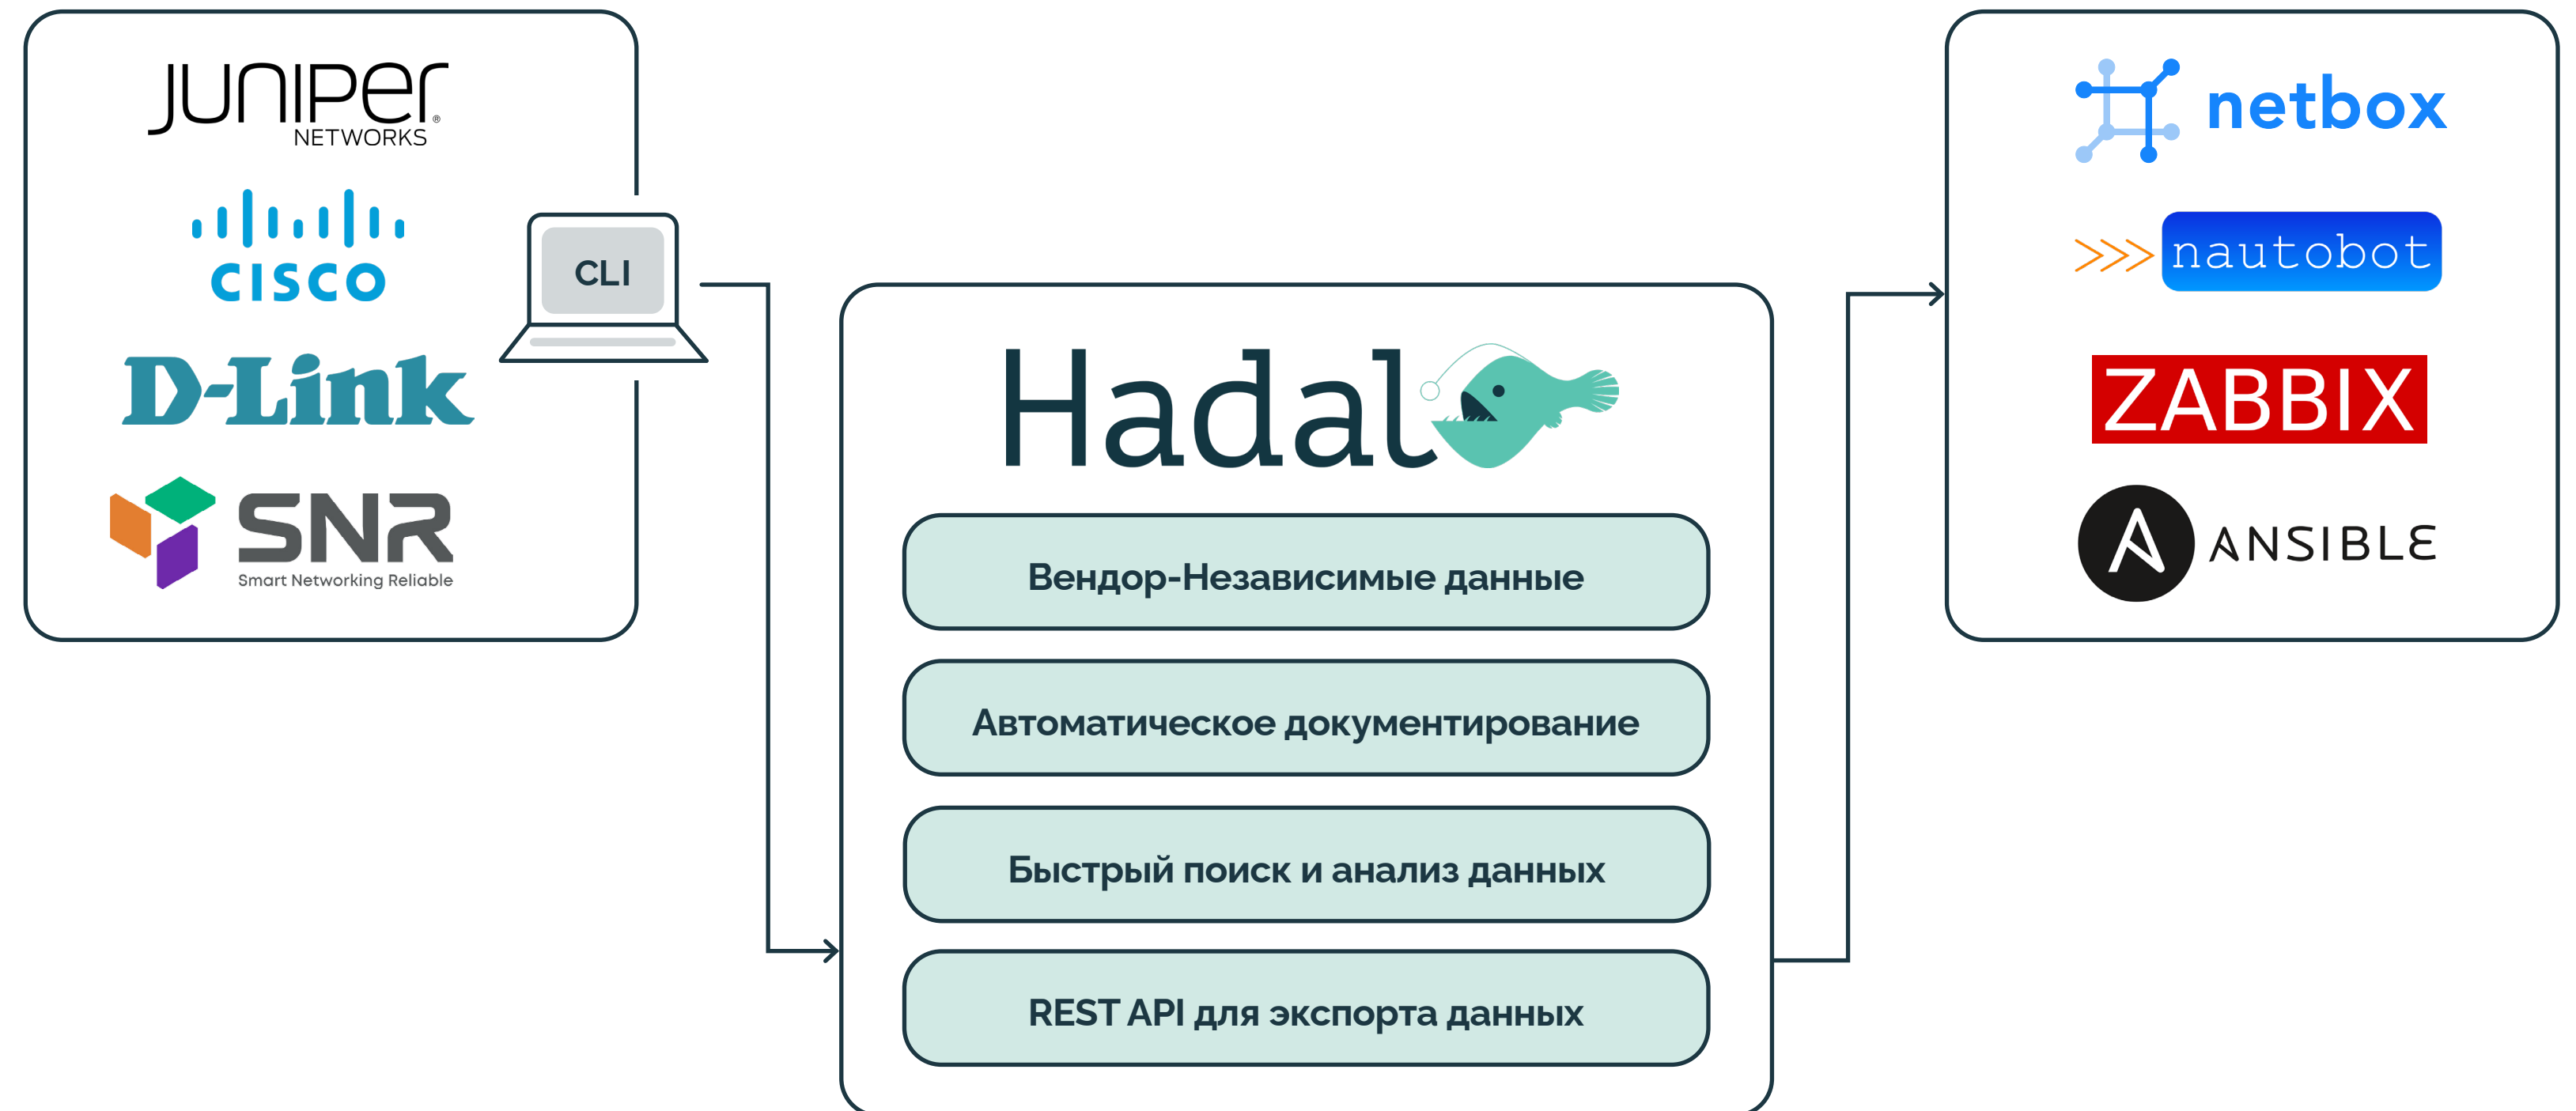 JUNIPER®
NETWORKS
CISCO
D-Link
SNR
Smart Networking Reliable
CLI
Hadal
Вендор-Независимые данные
Автоматическое документирование
Быстрый поиск и анализ данных
REST API для экспорта данных
netbox
>>> nautobot
ZABBIX
A ANSIBLE